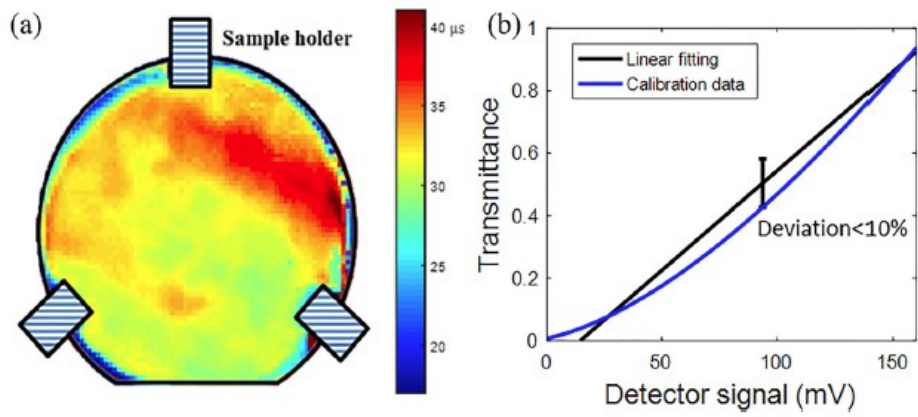 (a)
Sample holder
40 μs
35
30
25
20
(b)
1
0.8
0.6
0.4
0.2
0
Transmittance
Linear fitting
Calibration data
Deviation<10%
0
50
100
150
Detector signal (mV)